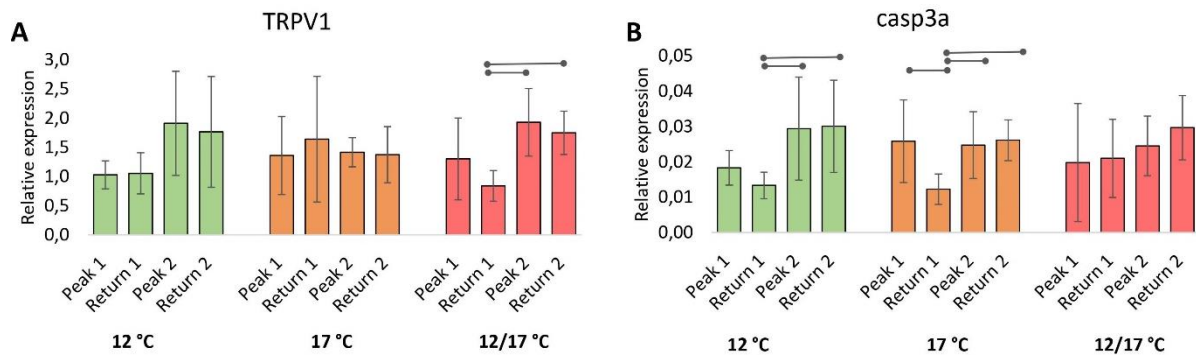 A
TRPV1
Relative expression
3,0
2,5
2,0
1,5
1,0
0,5
0,0
Peak 1
Return 1
Peak 2
Return 2
Peak 1
Return 1
Peak 2
Return 2
Peak 1
Return 1
Peak 2
Return 2
12 °C
17 °C
12/17 °C
B
casp3a
Relative expression
0,05
0,04
0,03
0,02
0,01
0,00
Peak 1
Return 1
Peak 2
Return 2
Peak 1
Return 1
Peak 2
Return 2
Peak 1
Return 1
Peak 2
Return 2
12 °C
17 °C
12/17 °C